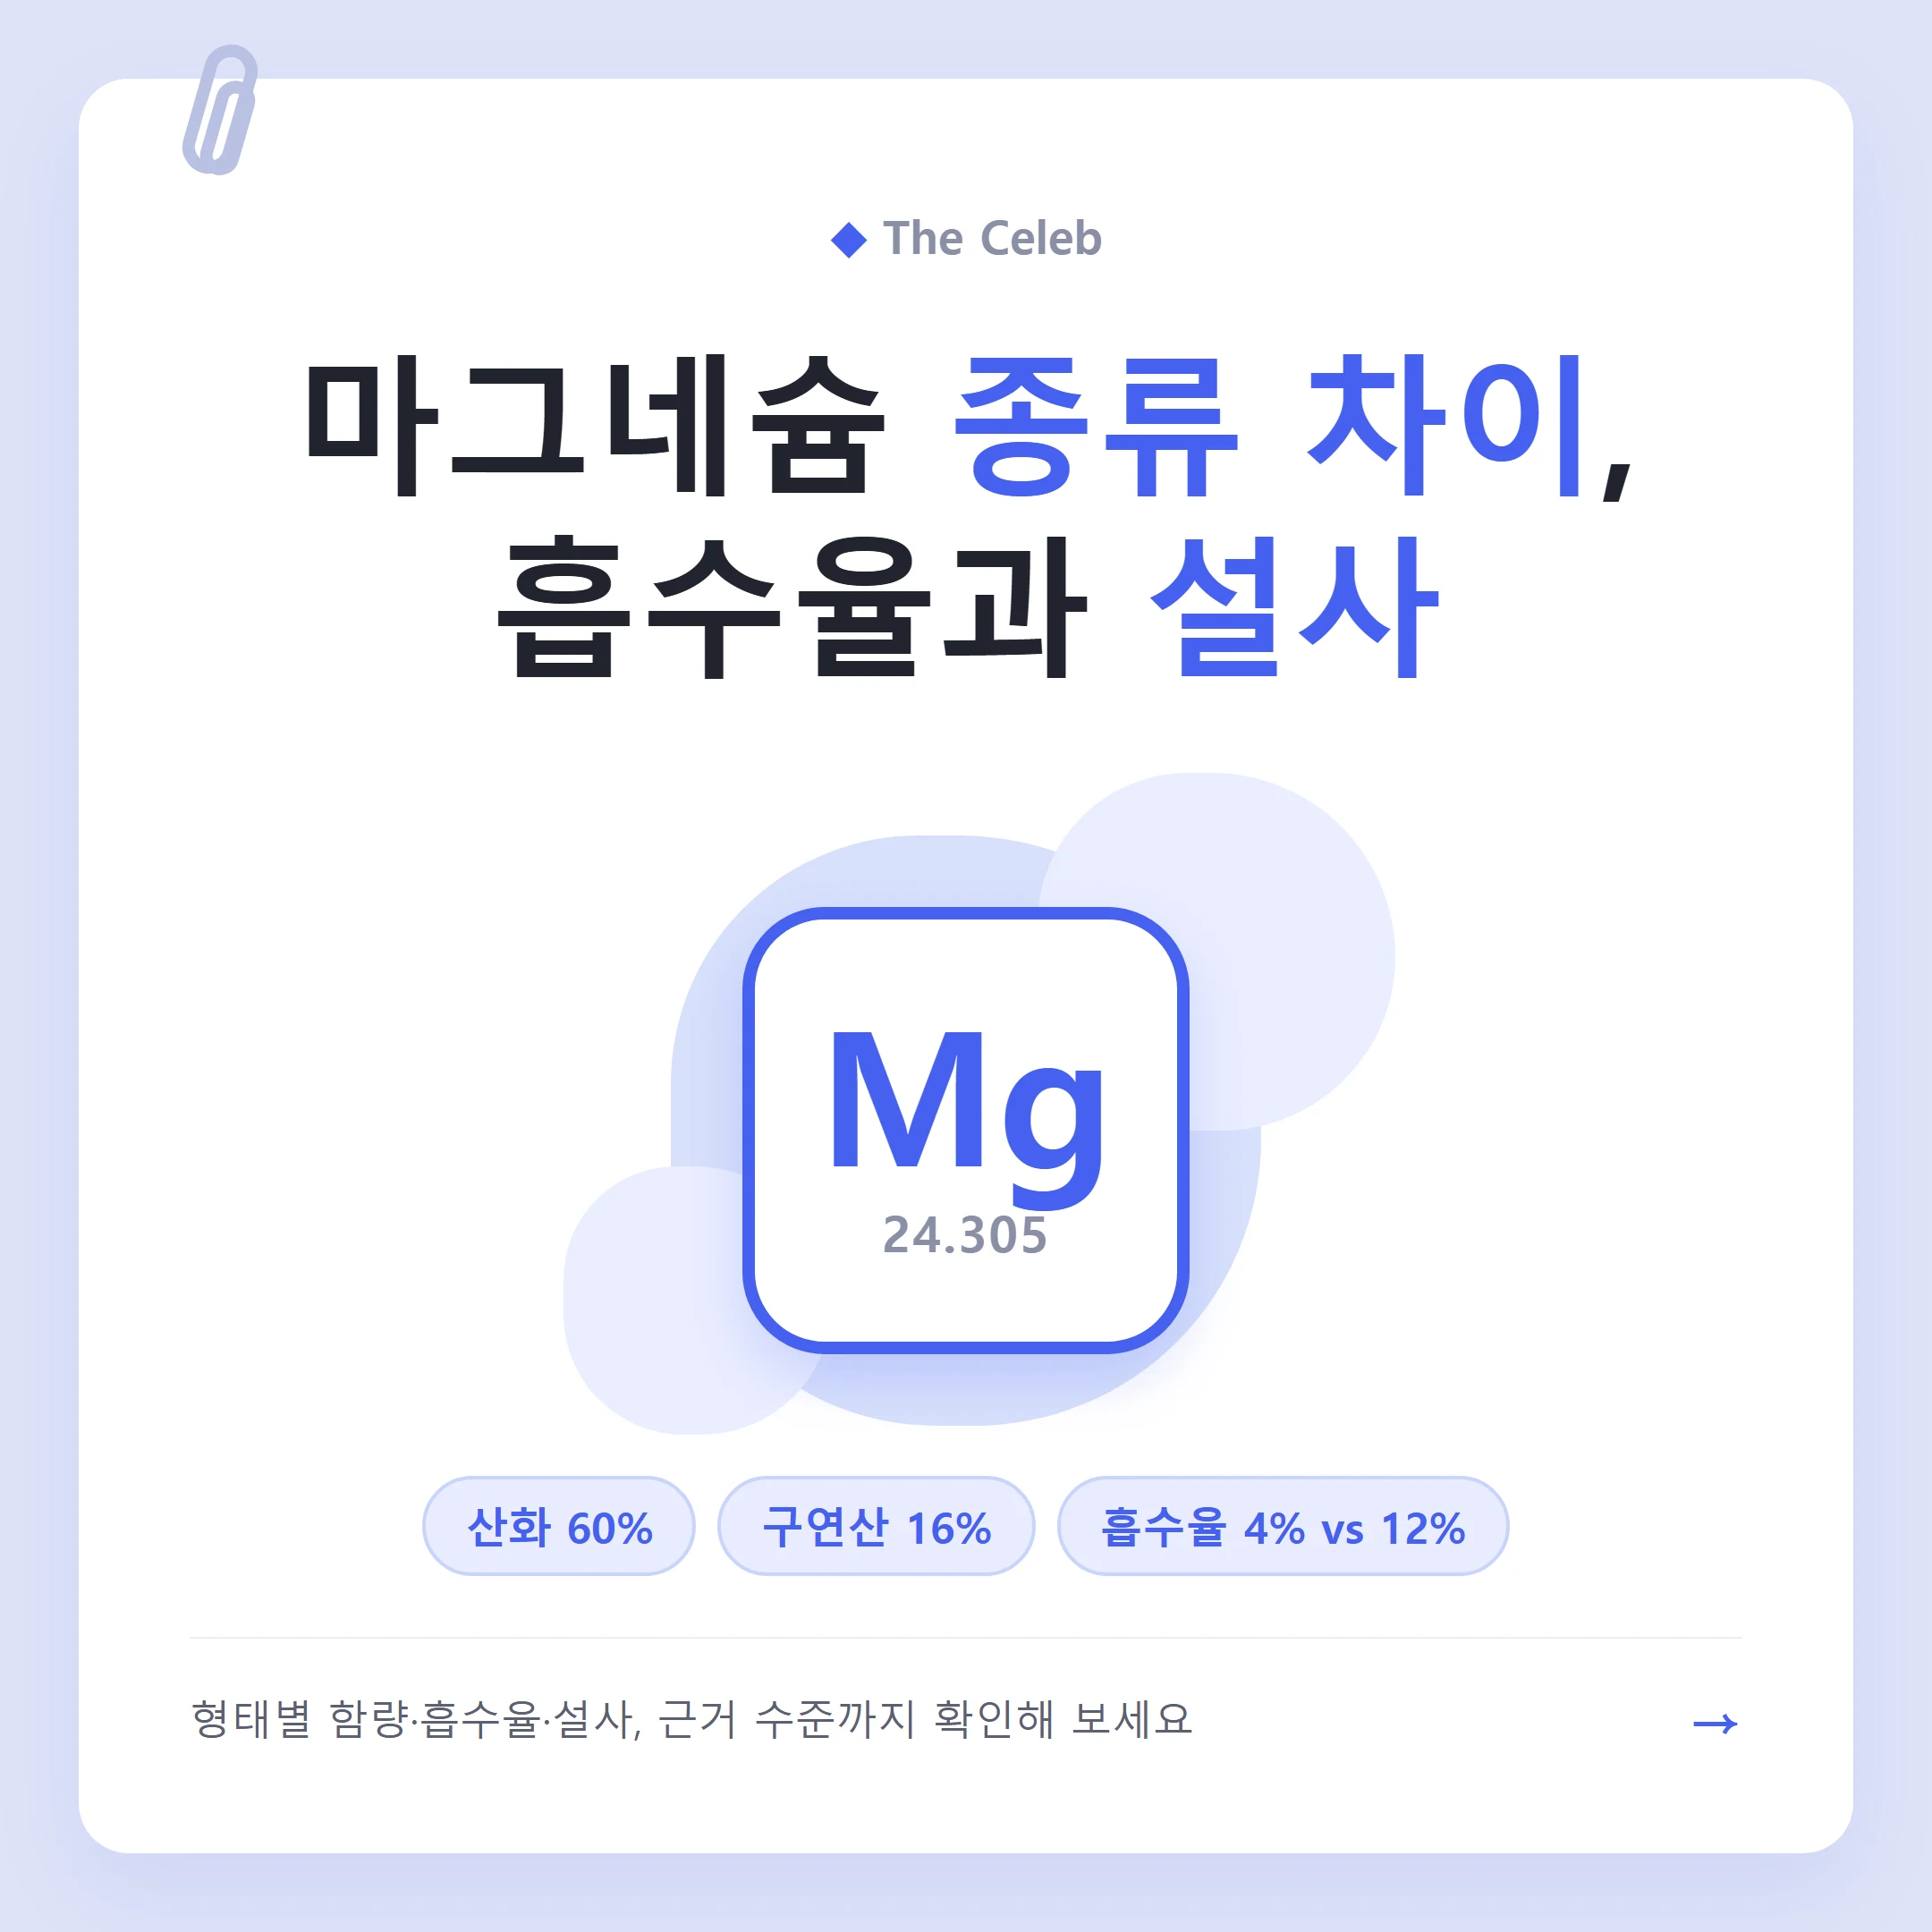 The Celeb
마그네슘 종류 차이,
흡수율과 설사
Mg
24.305
산화 60%
구연산 16%
흡수율 4% vs 12%
형태별 함량·흡수율·설사, 근거 수준까지 확인해 보세요 →